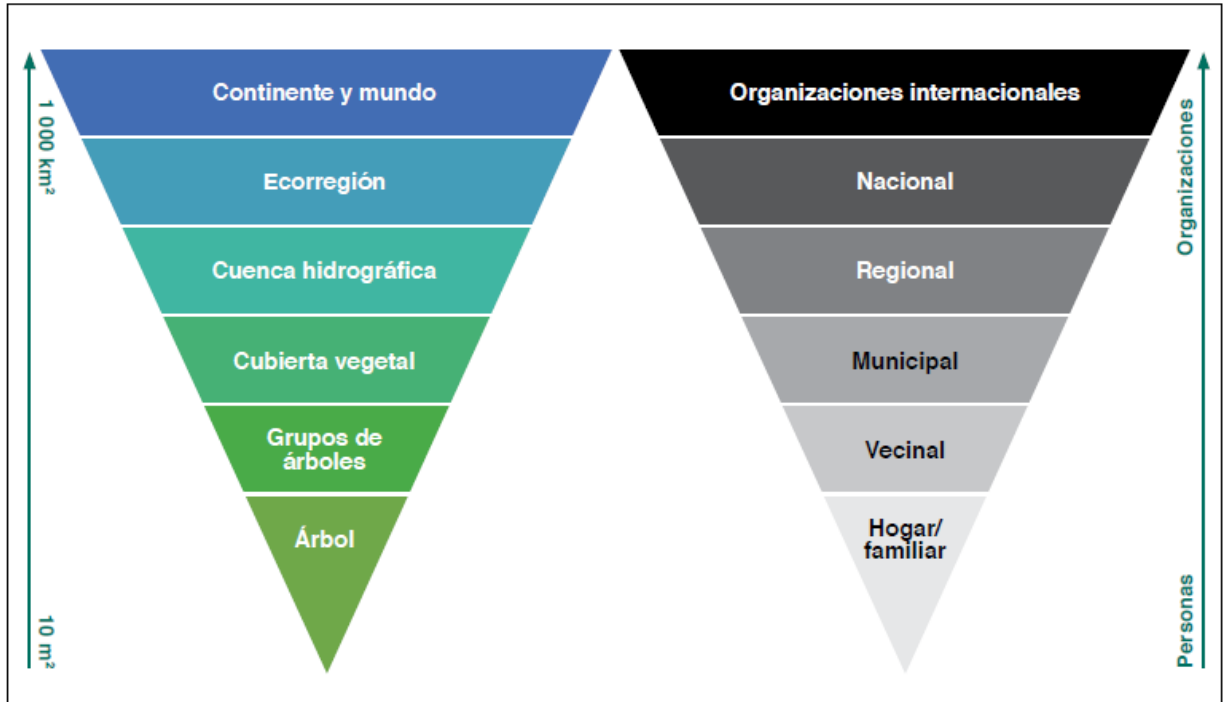 Continente y mundo
Ecorregión
Cuenca hidrográfica
Cubierta vegetal
Grupos de
árboles
Árbol
1 000 km²
10 m²
Organizaciones internacionales
Nacional
Regional
Municipal
Vecinal
Hogar/
familiar
Organizaciones
Personas